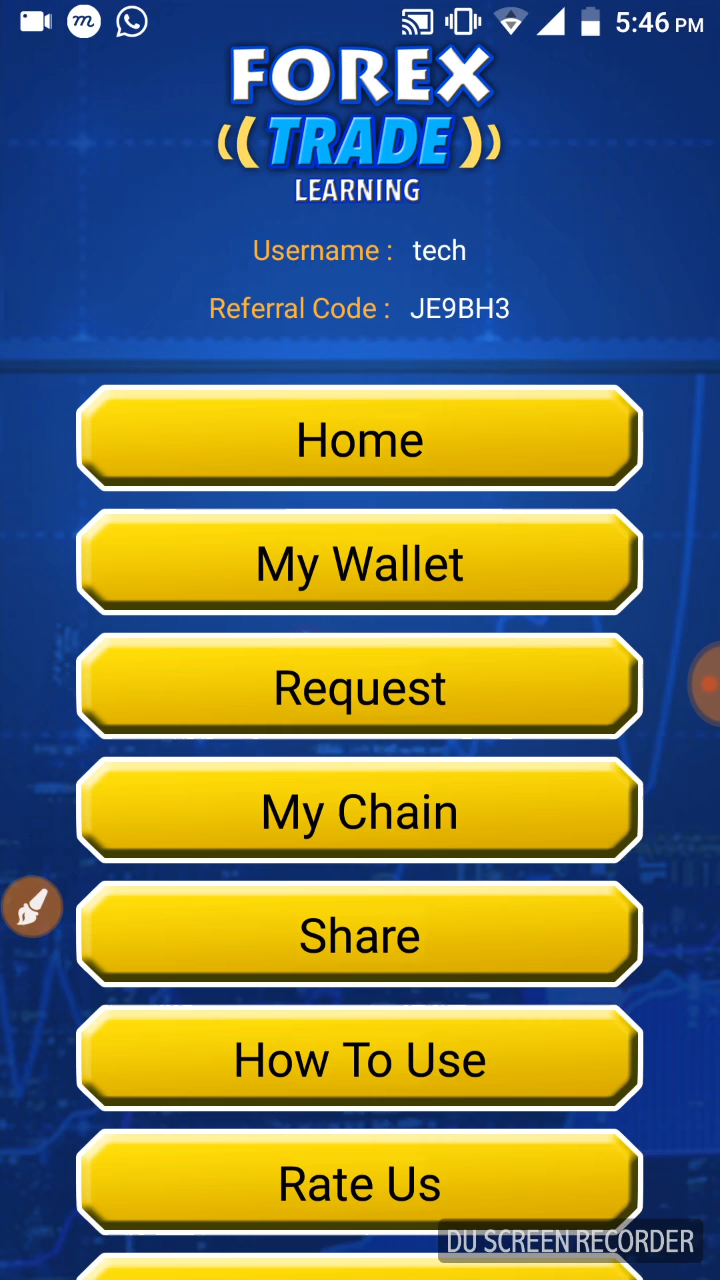 5:46 PM
FOREX
TRADE
LEARNING
Username : tech
Referral Code : JE9BH3
Home
My Wallet
Request
My Chain
Share
How To Use
Rate Us
DU SCREEN RECORDER